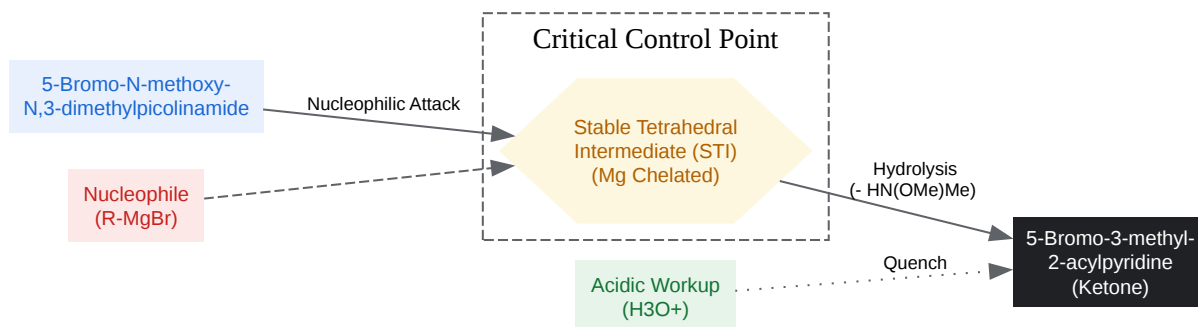 Critical Control Point
5-Bromo-N-methoxy-
N,3-dimethylpicolinamide
Nucleophilic Attack
Stable Tetrahedral
Intermediate (STI)
(Mg Chelated)
Nucleophile
(R-MgBr)
Hydrolysis
(- HN(OMe)Me)
Acidic Workup
(H3O+)
Quench
5-Bromo-3-methyl-
2-acylpyridine
(Ketone)